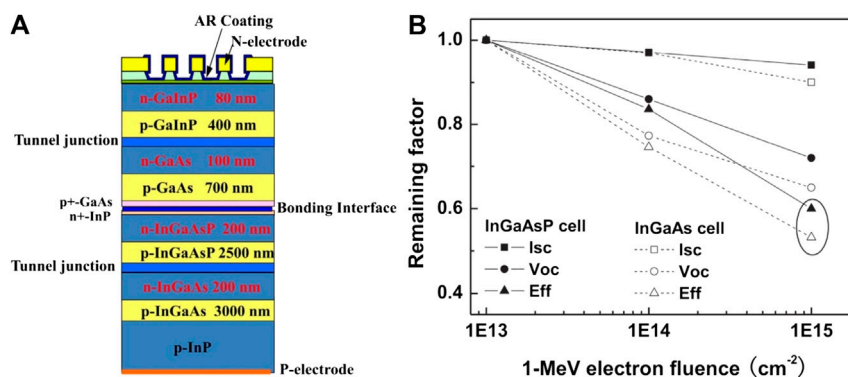 A
AR Coating
N-electrode
n-GaInP 80 nm
p-GaInP 400 nm
Tunnel junction
n-GaAs 100 nm
p-GaAs 700 nm
p+-GaAs
n+-InP
Bonding Interface
n-InGaAsP 200 nm
p-InGaAsP 2500 nm
Tunnel junction
n-InGaAs 200 nm
p-InGaAs 3000 nm
p-InP
P-electrode
B
Remaining factor
1.0
0.8
0.6
0.4
InGaAsP cell
Isc
Voc
Eff
InGaAs cell
Isc
Voc
Eff
1E13
1E14
1E15
1-MeV electron fluence (cm-2)